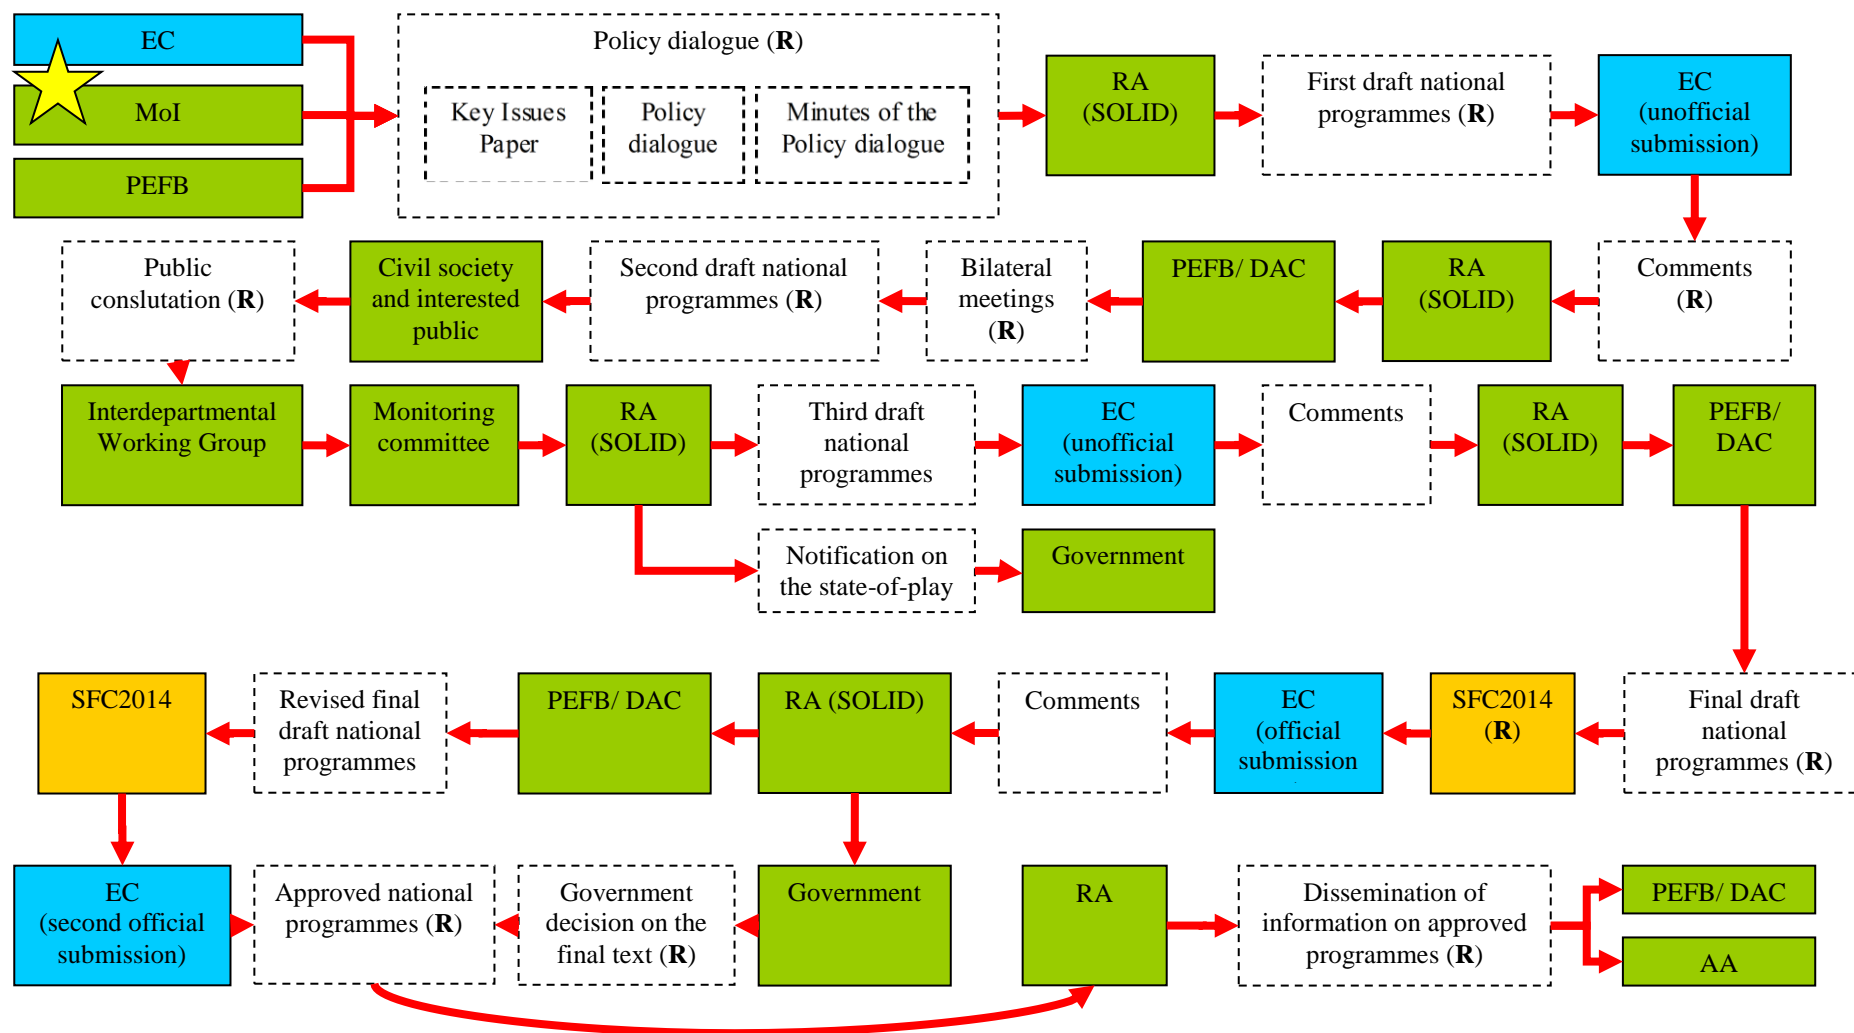 EC
MoI
PEFB
Policy dialogue (R)
Key Issues
Paper
Policy
dialogue
Minutes of the
Policy dialogue
RA
(SOLID)
First draft national
programmes (R)
EC
(unofficial
submission)
Public
conslutation (R)
Civil society
and interested
public
Second draft national
programmes (R)
Bilateral
meetings
(R)
PEFB/ DAC
RA
(SOLID)
Comments
(R)
Interdepartmental
Working Group
Monitoring
committee
RA
(SOLID)
Third draft
national
programmes
EC
(unofficial
submission)
Comments
RA
(SOLID)
PEFB/
DAC
Notification on
the state-of-play
Government
SFC2014
Revised final
draft national
programmes
PEFB/ DAC
RA (SOLID)
Comments
EC
(official
submission
SFC2014
(R)
Final draft
national
programmes (R)
EC
(second official
submission)
Approved national
programmes (R)
Government
decision on the
final text (R)
Government
RA
Dissemination of
information on approved
programmes (R)
PEFB/ DAC
AA